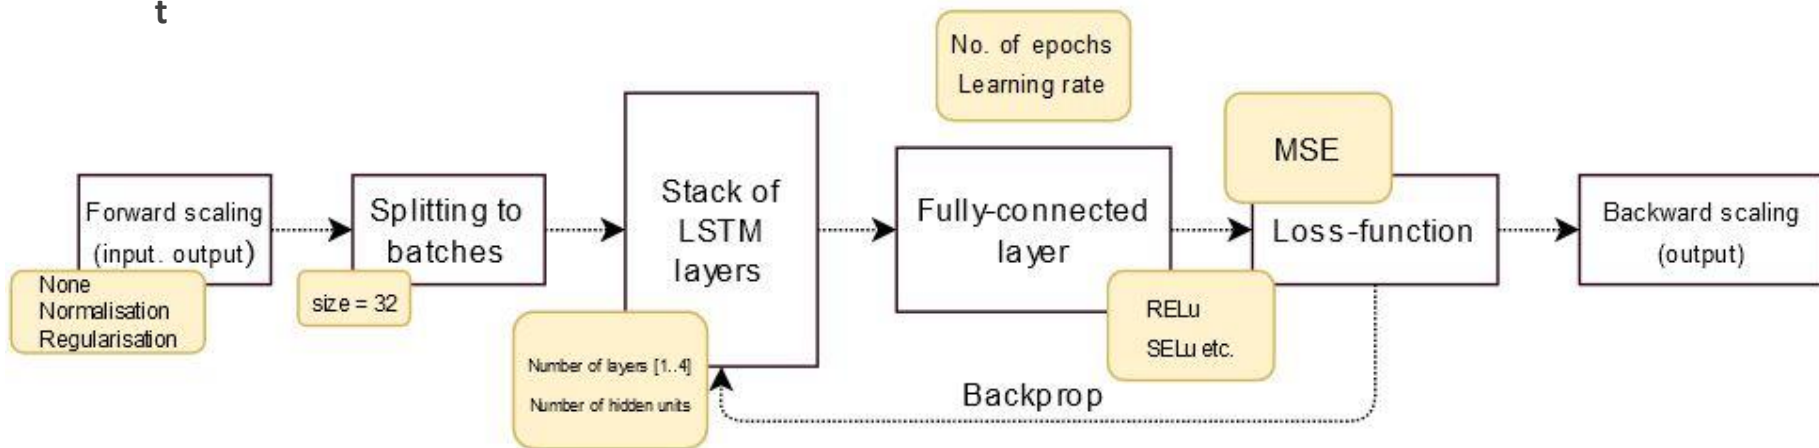 t
No. of epochs
Learning rate
MSE
Forward scaling
(input. output)
None
Normalisation
Regularisation
Splitting to
batches
size = 32
Stack of
LSTM
layers
Number of layers [1..4]
Number of hidden units
Fully-connected
layer
RELu
SELu etc.
Loss-function
Backward scaling
(output)
Backprop